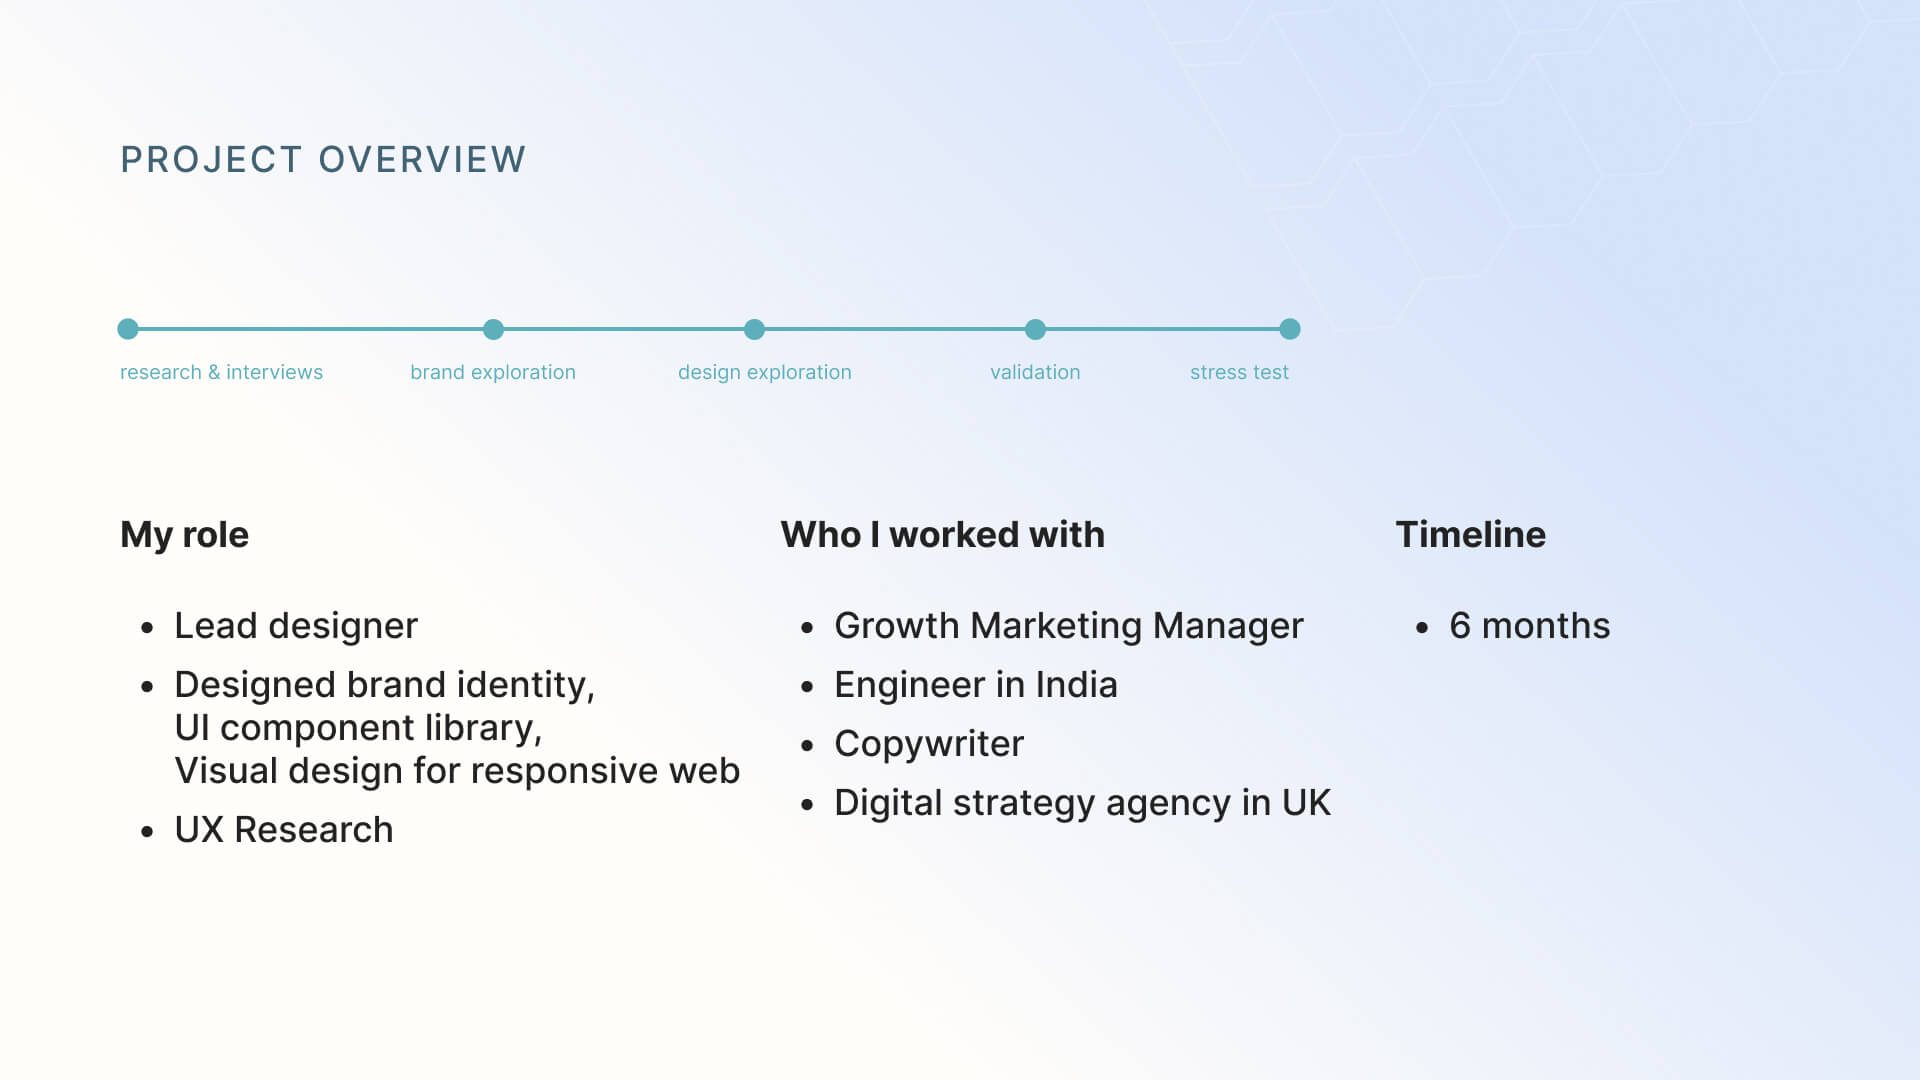 PROJECT OVERVIEW
research & interviews
brand exploration
design exploration
validation
stress test
My role
• Lead designer
• Designed brand identity,
UI component library,
Visual design for responsive web
• UX Research
Who I worked with
• Growth Marketing Manager
• Engineer in India
• Copywriter
• Digital strategy agency in UK
Timeline
• 6 months